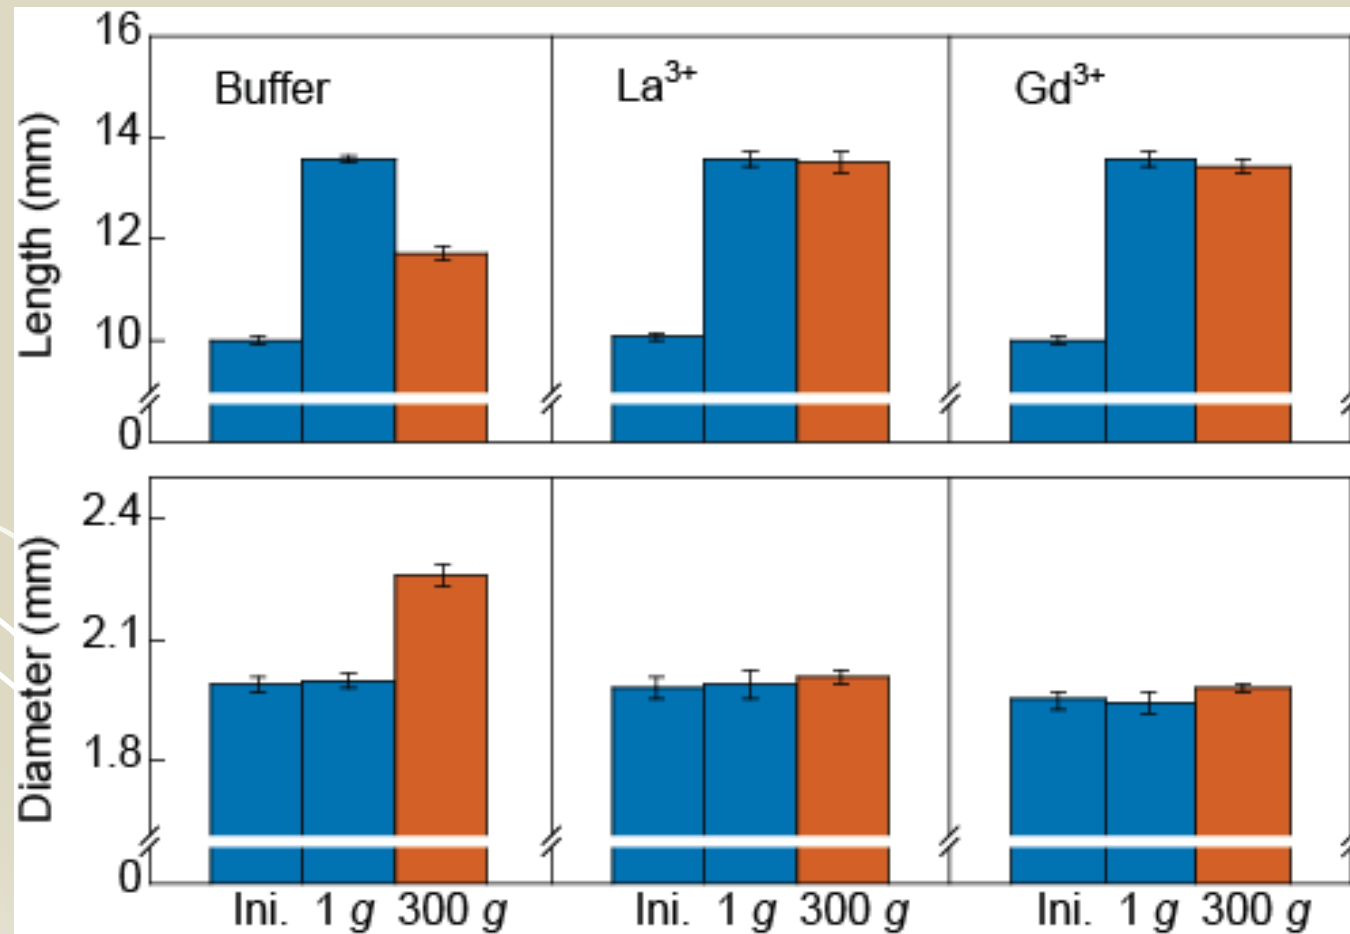 Length (mm)
16
14
12
10
0
Buffer
La³⁺
Gd³⁺
Diameter (mm)
2.4
2.1
1.8
0
Ini. 1 g 300 g
Ini. 1 g 300 g
Ini. 1 g 300 g